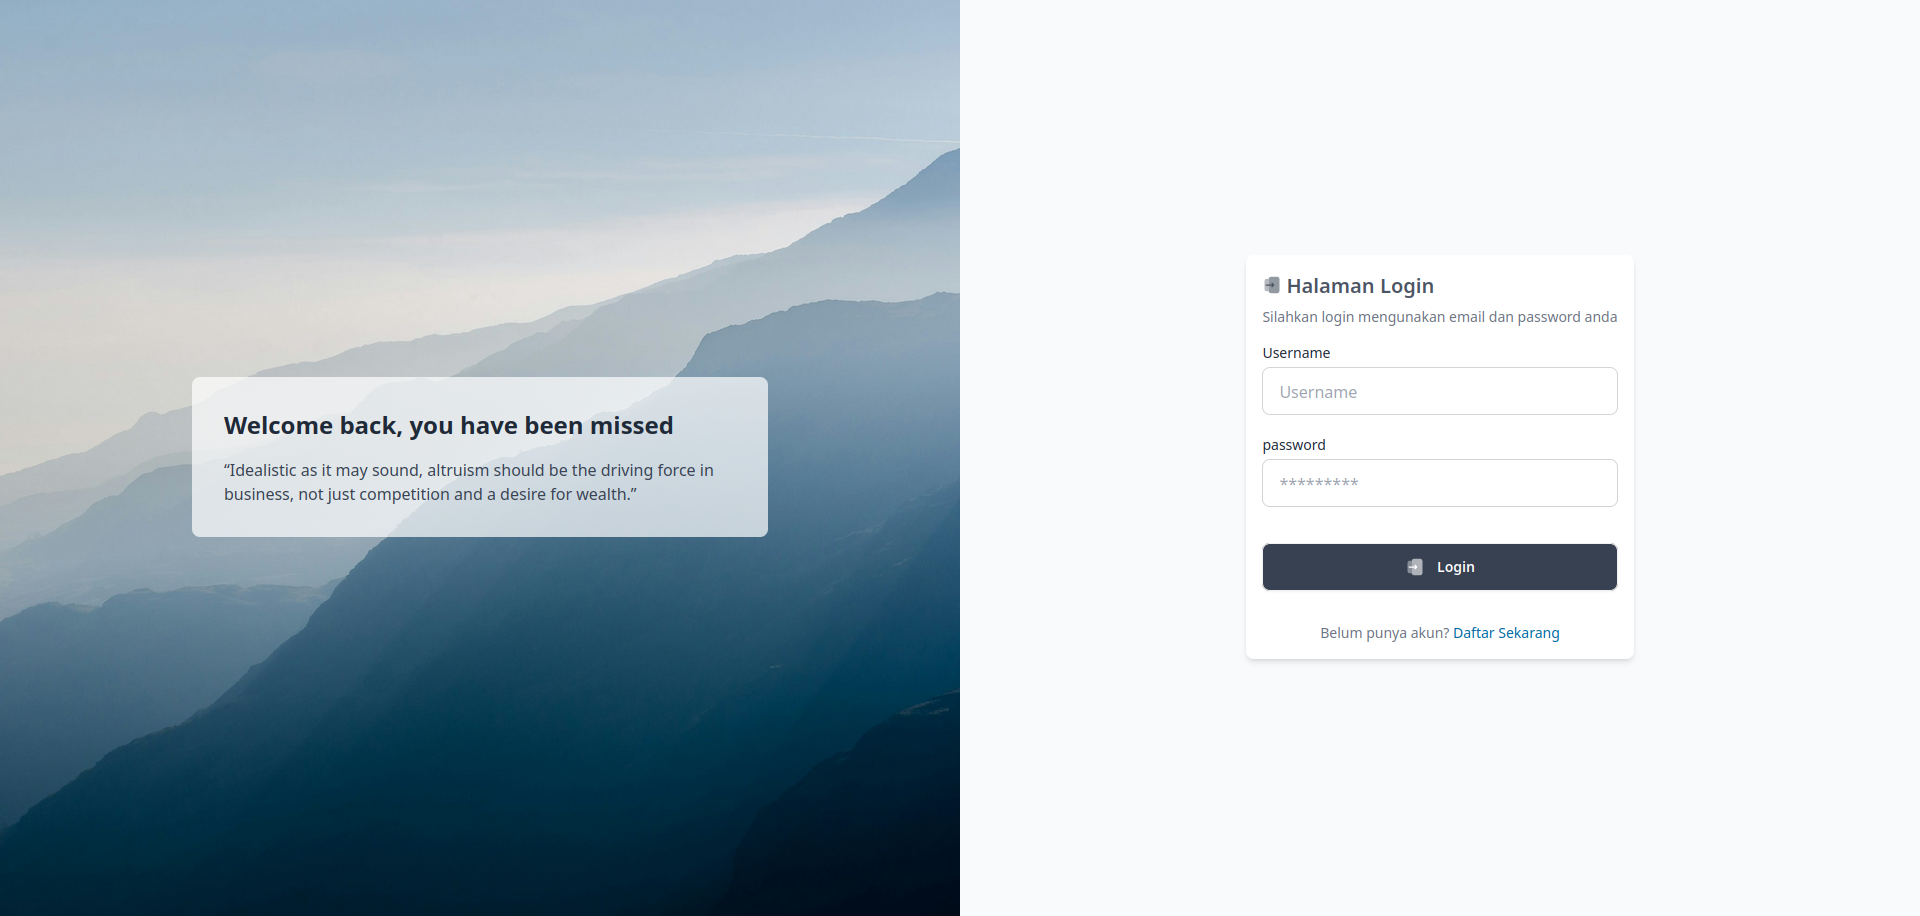 Welcome back, you have been missed
“Idealistic as it may sound, altruism should be the driving force in
business, not just competition and a desire for wealth.”
Halaman Login
Silahkan login mengunakan email dan password anda
Username
Username
password
*********
Login
Belum punya akun? Daftar Sekarang